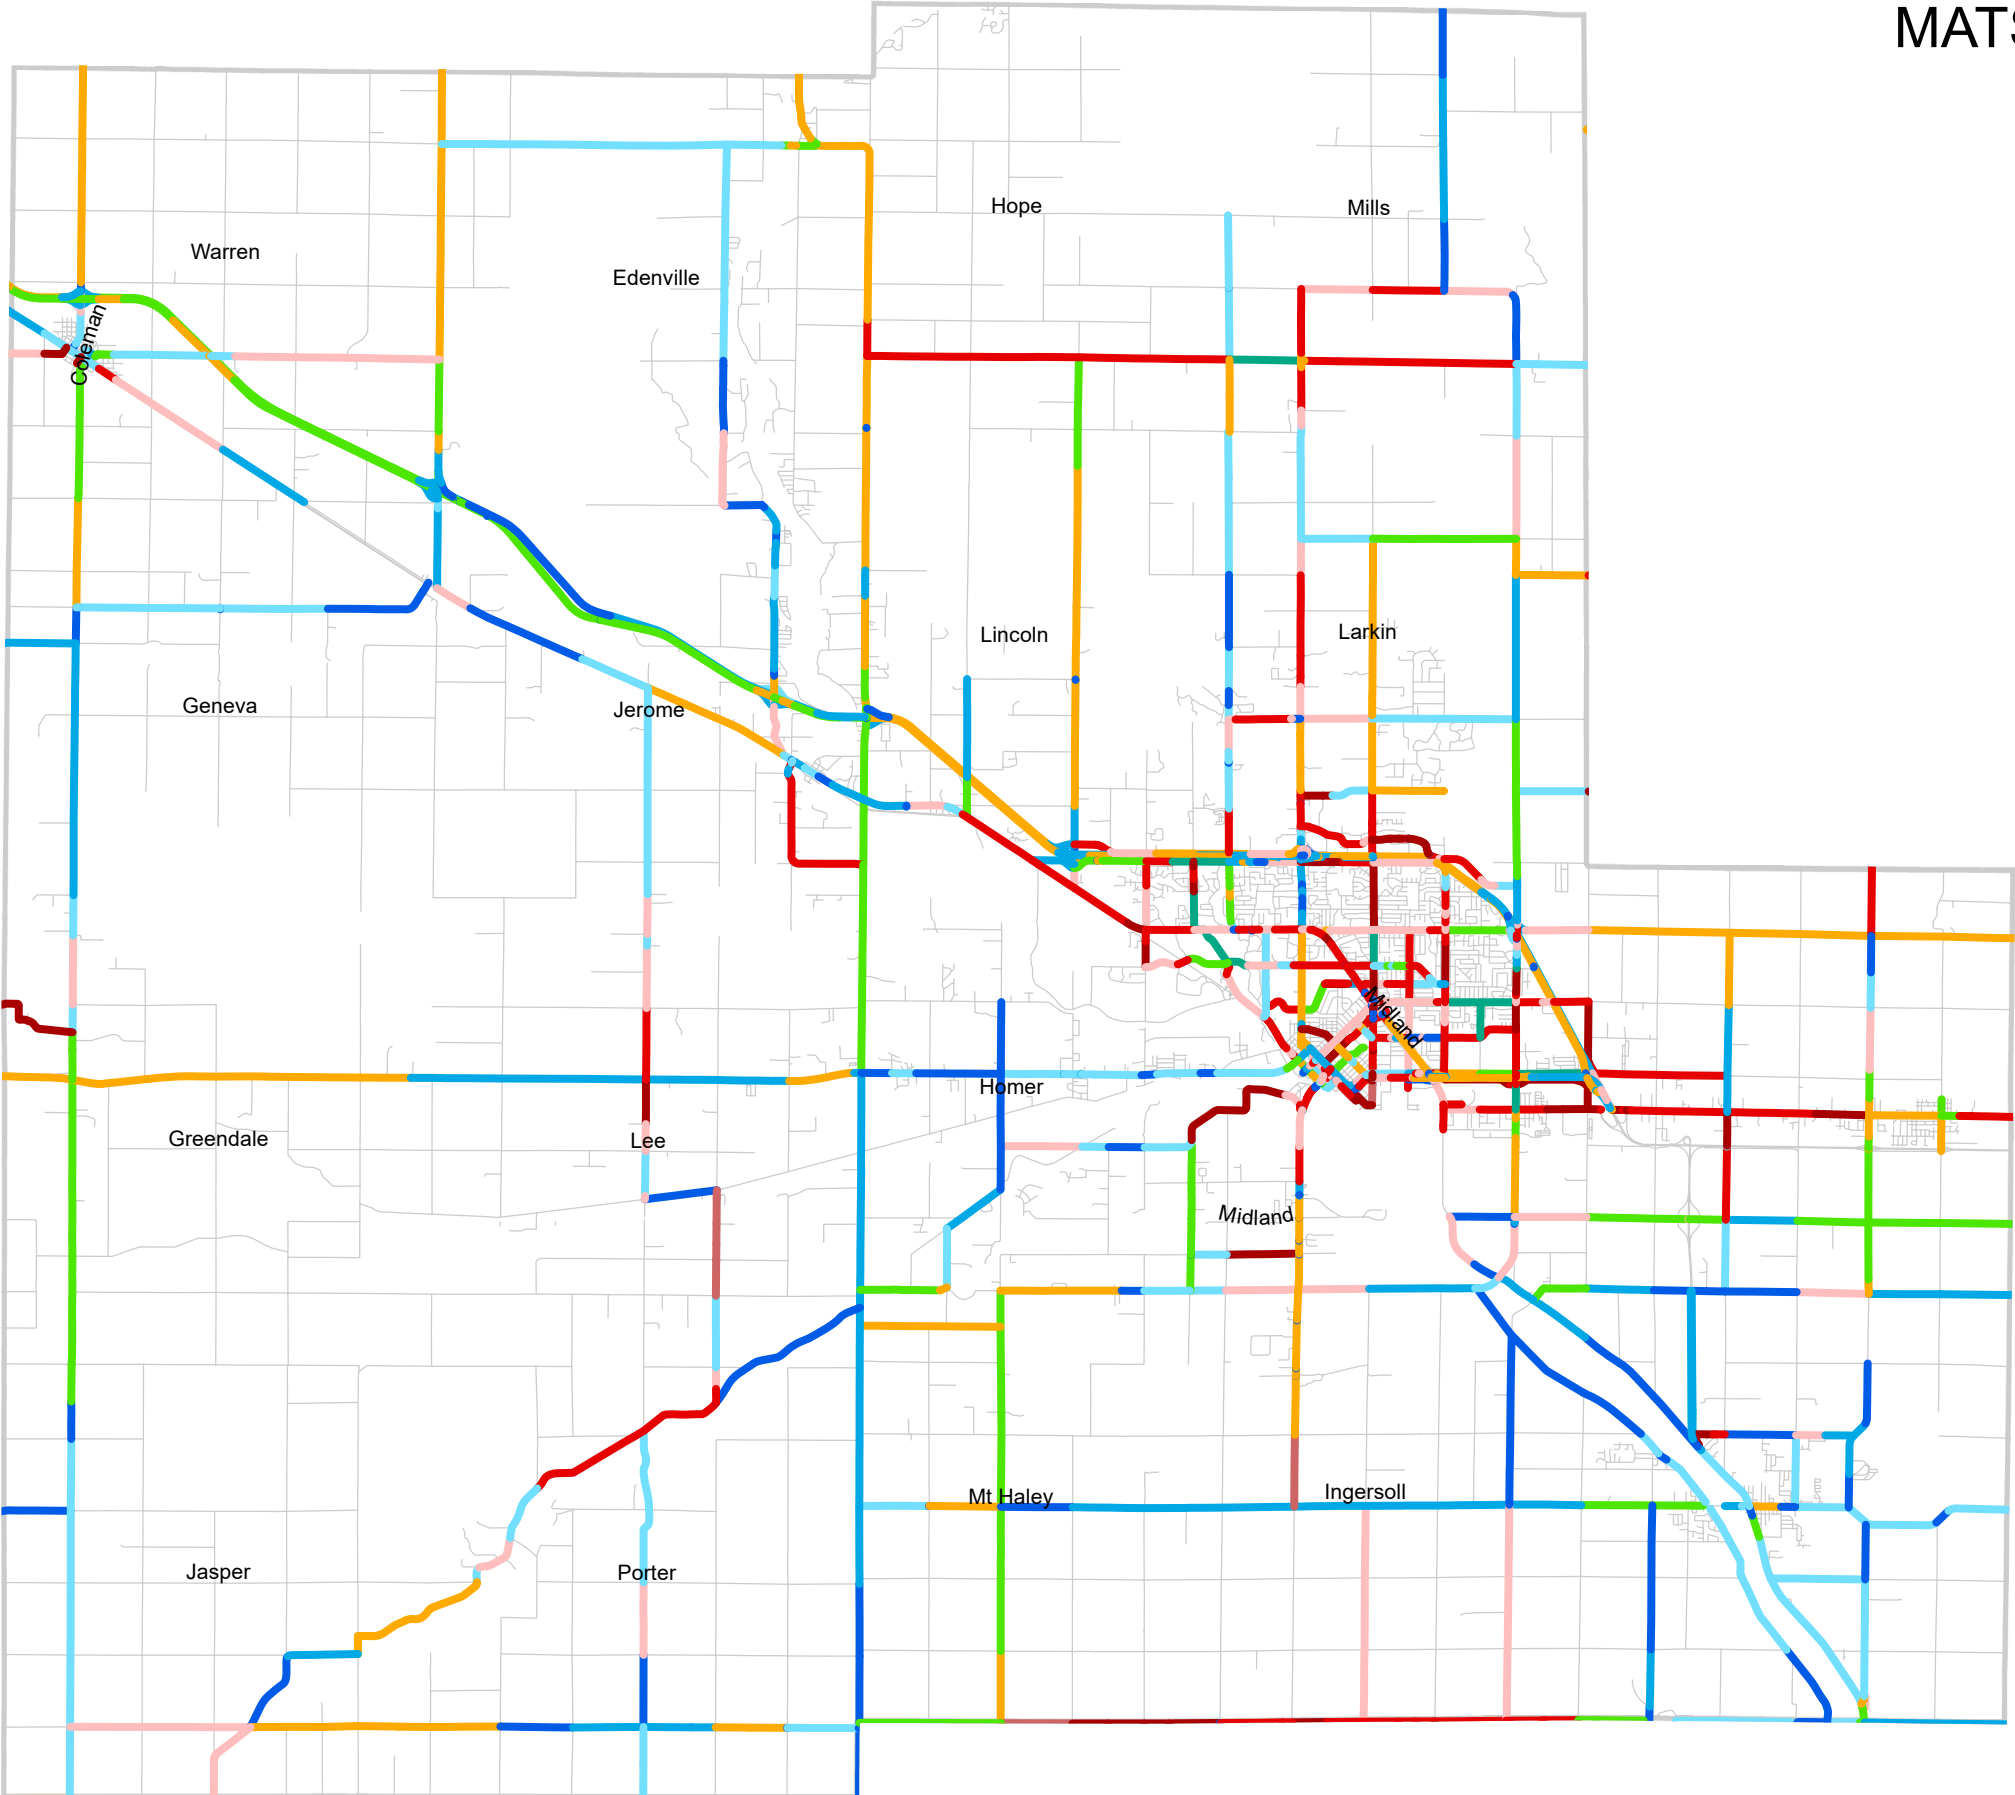 MATS
Hope
Mills
Warren
Edenville
Coleman
Lincoln
Larkin
Geneva
Jerome
Midland
Homer
Greendale
Lee
Midland
Mt Haley
Ingersoll
Jasper
Porter